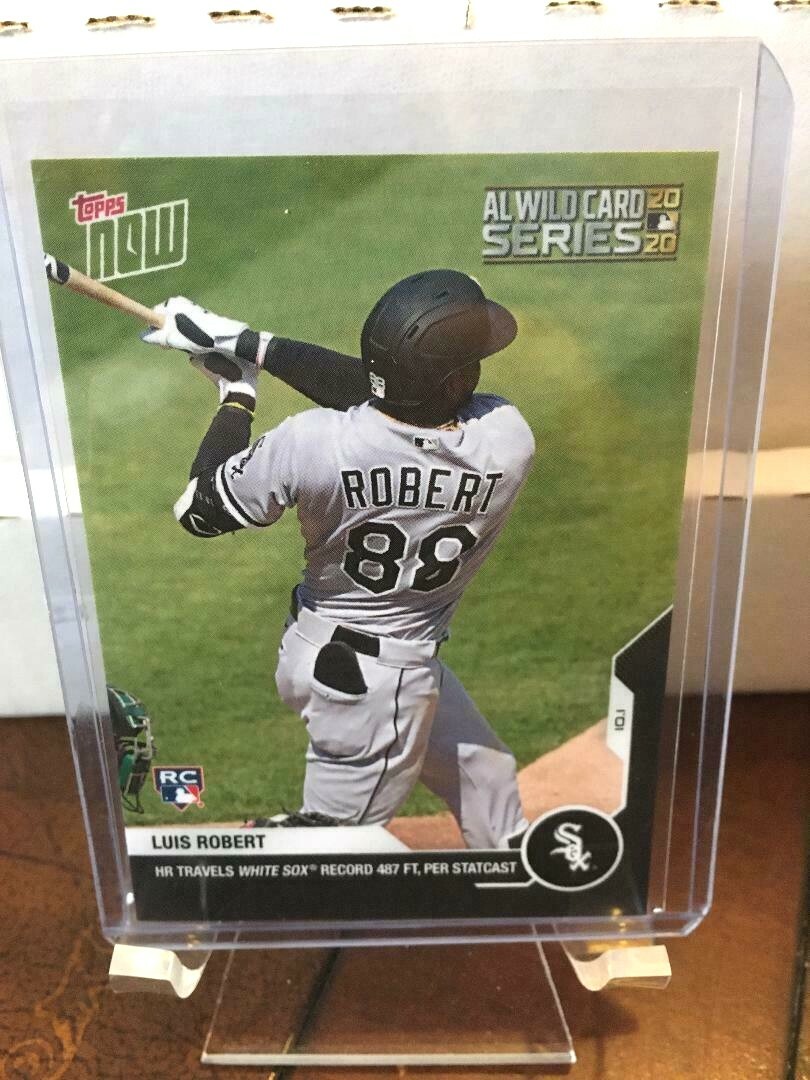 Topps
NOW
AL WILD CARD 20
SERIES 20
ROBERT
88
Sox
RC
LUIS ROBERT
HR TRAVELS WHITE SOX® RECORD 487 FT, PER STATCAST
Sox